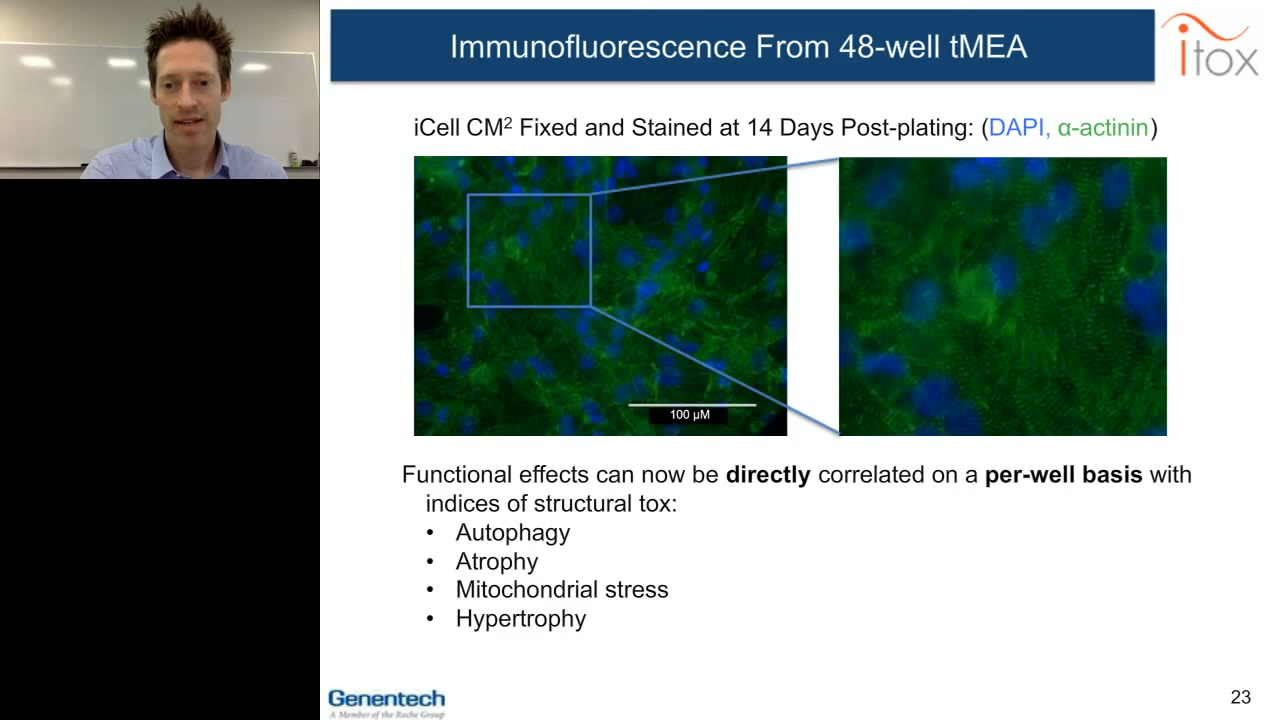 Immunofluorescence From 48-well tMEA
itox
iCell CM² Fixed and Stained at 14 Days Post-plating: (DAPI, α-actinin)
100 µM
Functional effects can now be directly correlated on a per-well basis with
indices of structural tox:
• Autophagy
• Atrophy
• Mitochondrial stress
• Hypertrophy
Genentech
A Member of the Roche Group
23